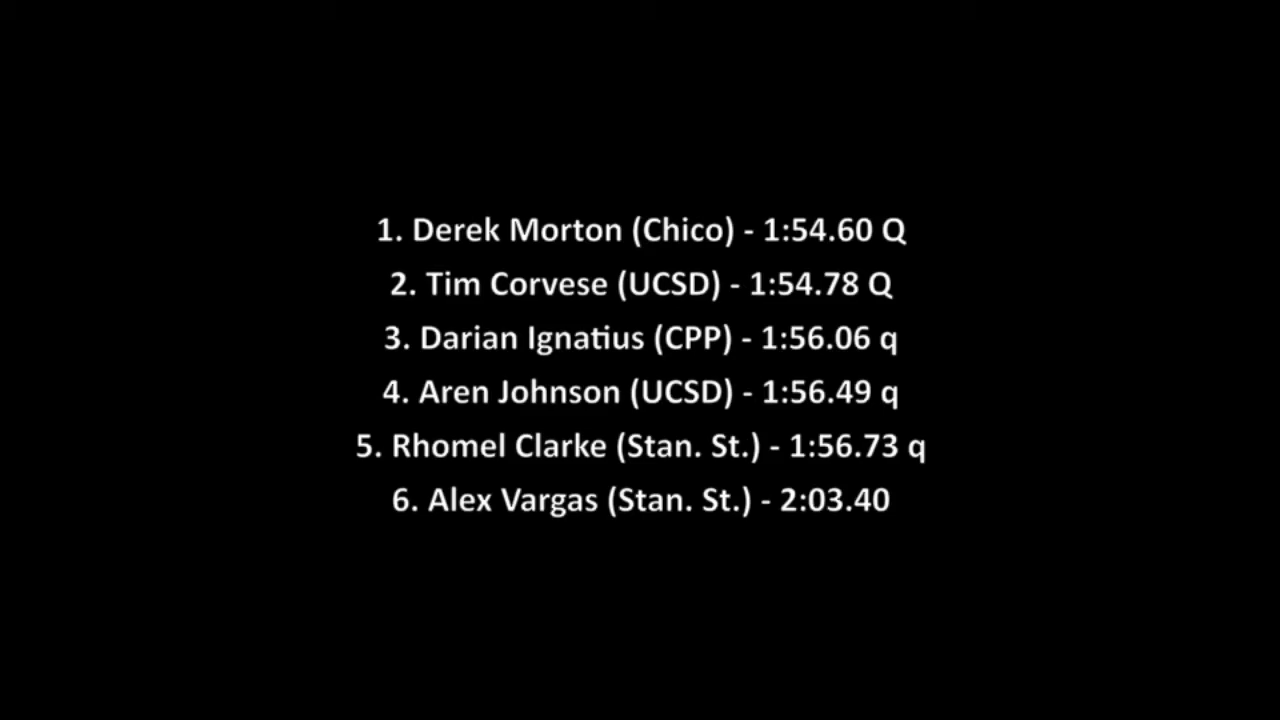 1. Derek Morton (Chico) - 1:54.60 Q
2. Tim Corvese (UCSD) - 1:54.78 Q
3. Darian Ignatius (CPP) - 1:56.06 q
4. Aren Johnson (UCSD) - 1:56.49 q
5. Rhomel Clarke (Stan. St.) - 1:56.73 q
6. Alex Vargas (Stan. St.) - 2:03.40